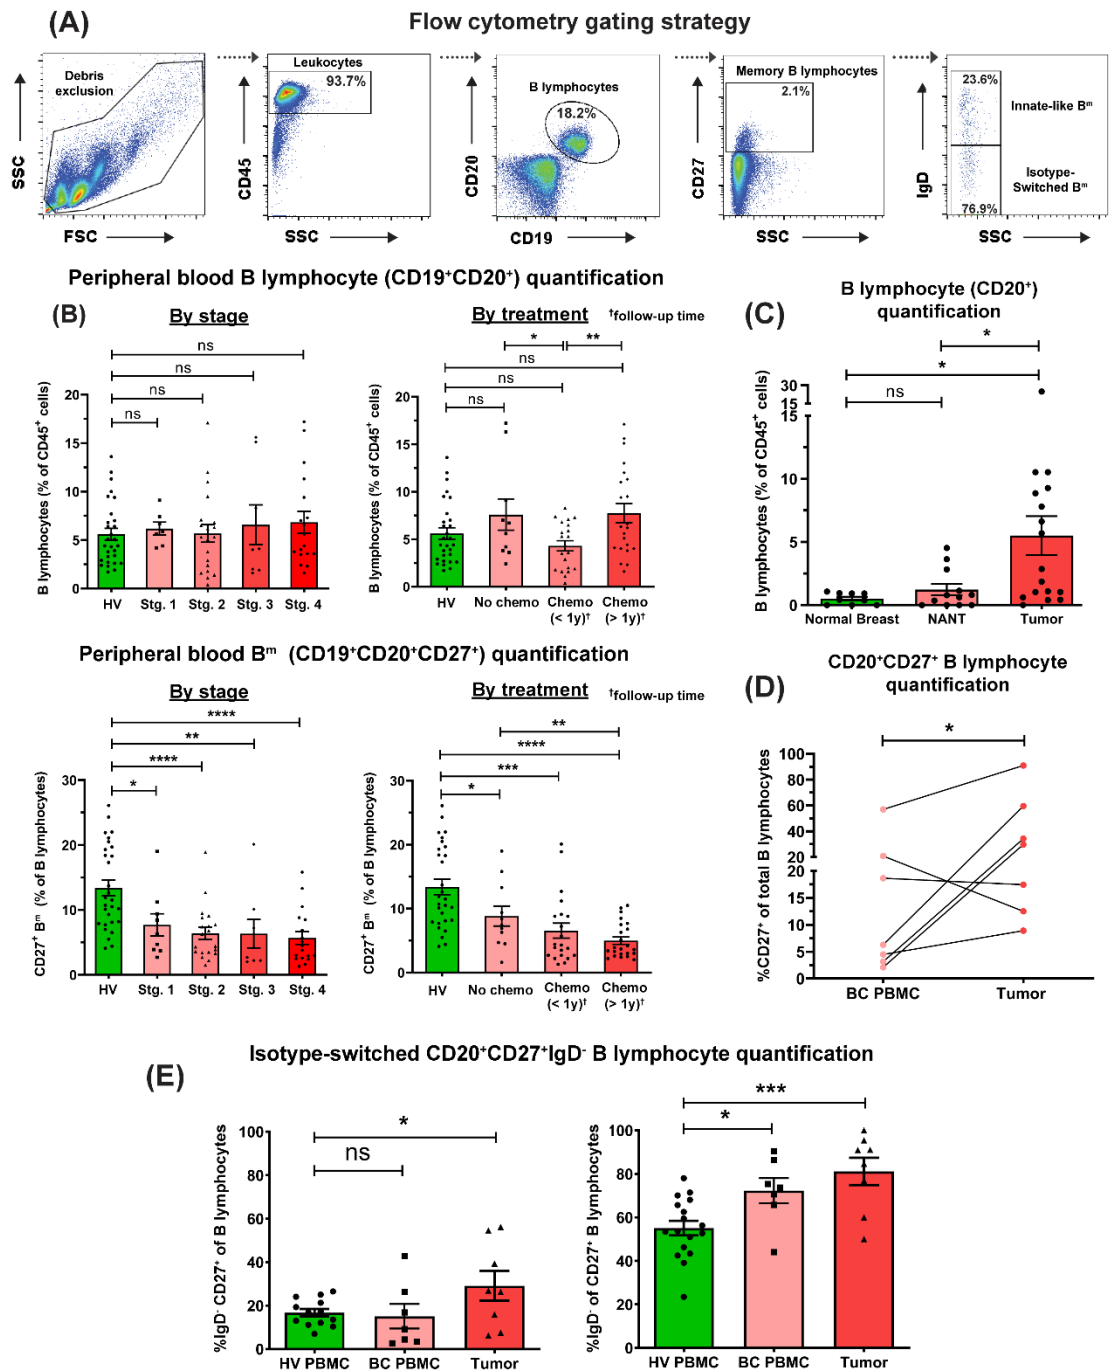 (A)
Flow cytometry gating strategy
Debris
exclusion
SSC
FSC
Leukocytes
93.7%
CD45
SSC
B lymphocytes
18.2%
CD20
CD19
Memory B lymphocytes
2.1%
CD27
SSC
23.6%
Innate-like Bᵐ
Isotype-
Switched Bᵐ
76.9%
IgD
SSC
Peripheral blood B lymphocyte (CD19⁺CD20⁺) quantification
(B)
By stage
ns
ns
ns
ns
B lymphocytes (% of CD45⁺ cells)
20
15
10
5
0
HV
Stg. 1
Stg. 2
Stg. 3
Stg. 4
By treatment
†follow-up time
*
**
ns
ns
ns
B lymphocytes (% of CD45⁺ cells)
20
15
10
5
0
HV
No chemo
Chemo
(< 1y)†
Chemo
(> 1y)†
(C)
B lymphocyte (CD20⁺)
quantification
*
*
ns
B lymphocytes (% of CD45⁺ cells)
30
15
10
5
0
Normal Breast
NANT
Tumor
Peripheral blood Bᵐ (CD19⁺CD20⁺CD27⁺) quantification
By stage
****
**
****
*
CD27⁺ Bᵐ (% of B lymphocytes)
30
20
10
0
HV
Stg. 1
Stg. 2
Stg. 3
Stg. 4
By treatment
†follow-up time
**
****
***
*
CD27⁺ Bᵐ (% of B lymphocytes)
30
20
10
0
HV
No chemo
Chemo
(< 1y)†
Chemo
(> 1y)†
(D)
CD20⁺CD27⁺ B lymphocyte
quantification
*
%CD27⁺ of total B lymphocytes
100
80
60
40
20
20
15
10
5
0
BC PBMC
Tumor
Isotype-switched CD20⁺CD27⁺IgD⁻ B lymphocyte quantification
(E)
*
ns
%IgD⁻ CD27⁺ of B lymphocytes
100
80
60
40
20
0
HV PBMC
BC PBMC
Tumor
***
*
%IgD⁻ of CD27⁺ B lymphocytes
100
80
60
40
20
0
HV PBMC
BC PBMC
Tumor